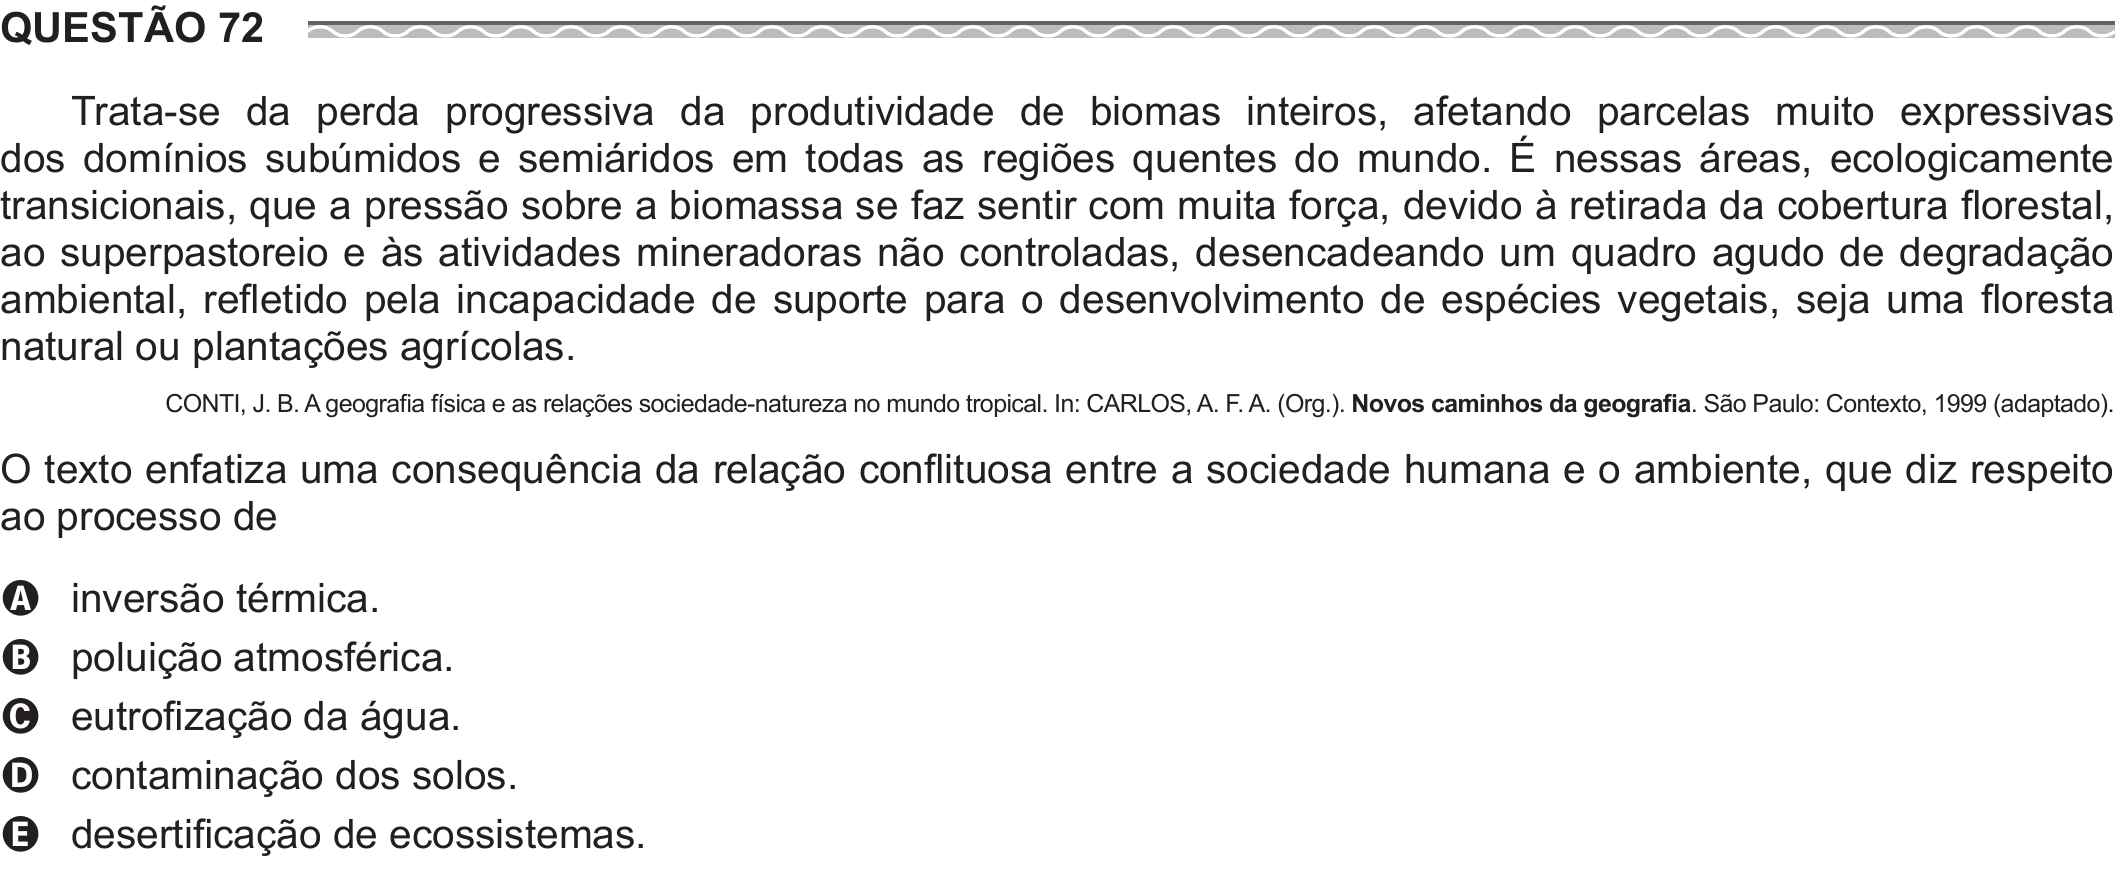 QUESTÃO 72
Trata-se da perda progressiva da produtividade de biomas inteiros, afetando parcelas muito expressivas
dos domínios subúmidos e semiáridos em todas as regiões quentes do mundo. É nessas áreas, ecologicamente
transicionais, que a pressão sobre a biomassa se faz sentir com muita força, devido à retirada da cobertura florestal,
ao superpastoreio e às atividades mineradoras não controladas, desencadeando um quadro agudo de degradação
ambiental, refletido pela incapacidade de suporte para o desenvolvimento de espécies vegetais, seja uma floresta
natural ou plantações agrícolas.
CONTI, J. B. A geografia física e as relações sociedade-natureza no mundo tropical. In: CARLOS, A. F. A. (Org.). Novos caminhos da geografia. São Paulo: Contexto, 1999 (adaptado).
O texto enfatiza uma consequência da relação conflituosa entre a sociedade humana e o ambiente, que diz respeito
ao processo de
A inversão térmica.
B poluição atmosférica.
C eutrofização da água.
D contaminação dos solos.
E desertificação de ecossistemas.